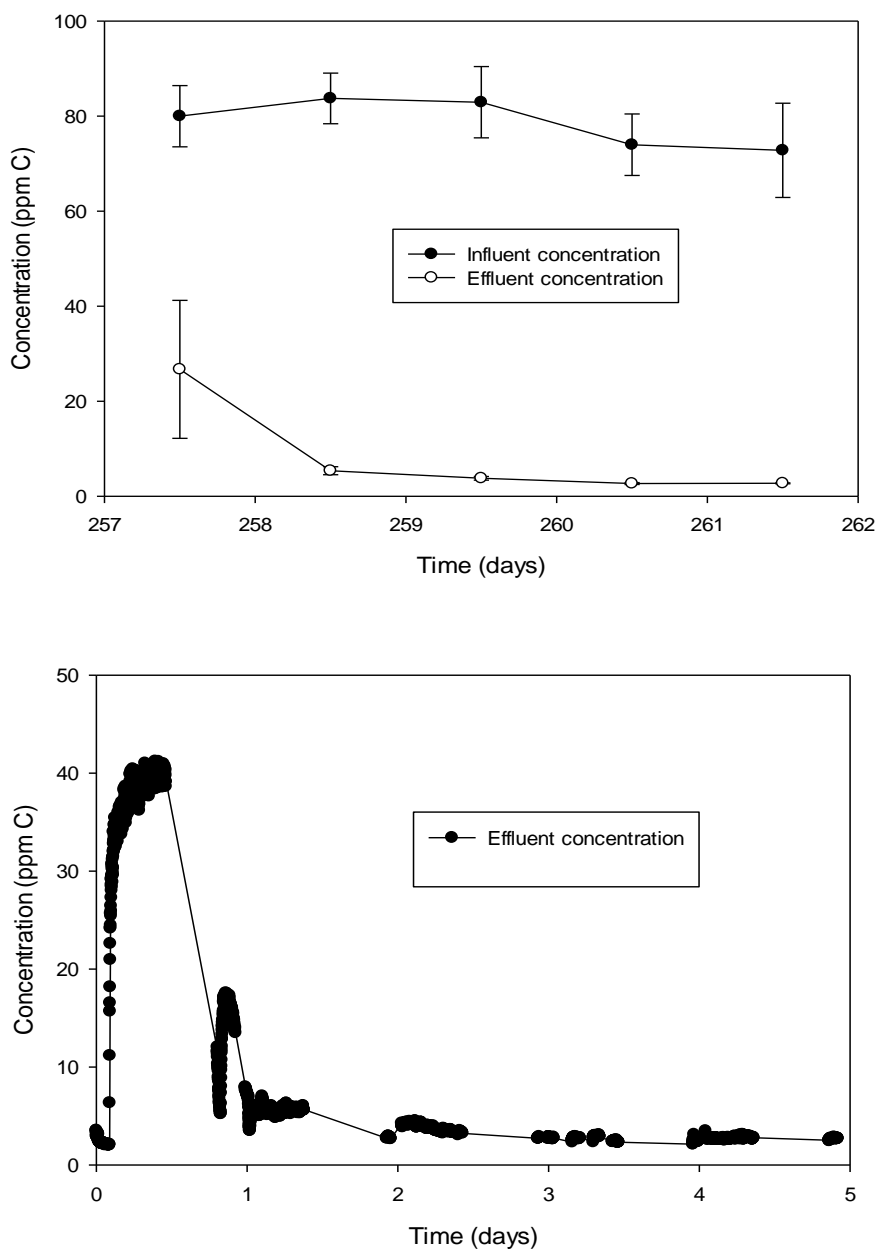 100
80
60
40
20
0
Concentration (ppm C)
Influent concentration
Effluent concentration
257 258 259 260 261 262
Time (days)
50
40
30
20
10
0
Concentration (ppm C)
Effluent concentration
0 1 2 3 4 5
Time (days)